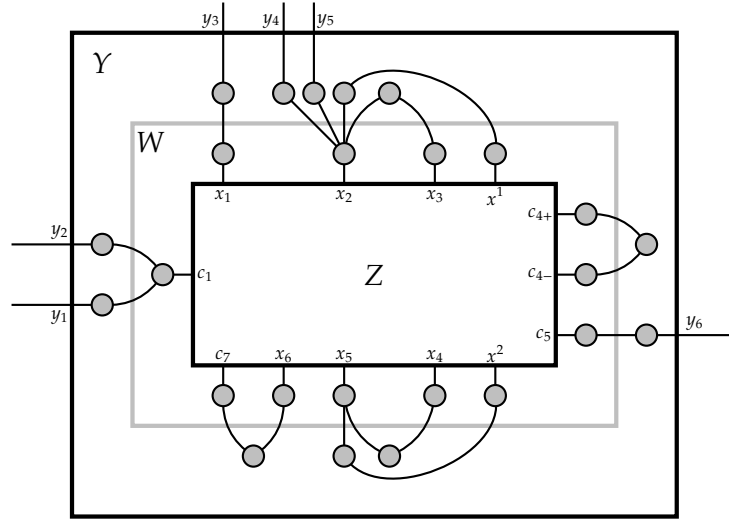 y₃ y₄ y₅
Y
W
x₁ x₂ x₃ x¹
c₄₊
y₂
c₁ Z c₄₋
y₁
c₅ y₆
c₇ x₆ x₅ x₄ x²